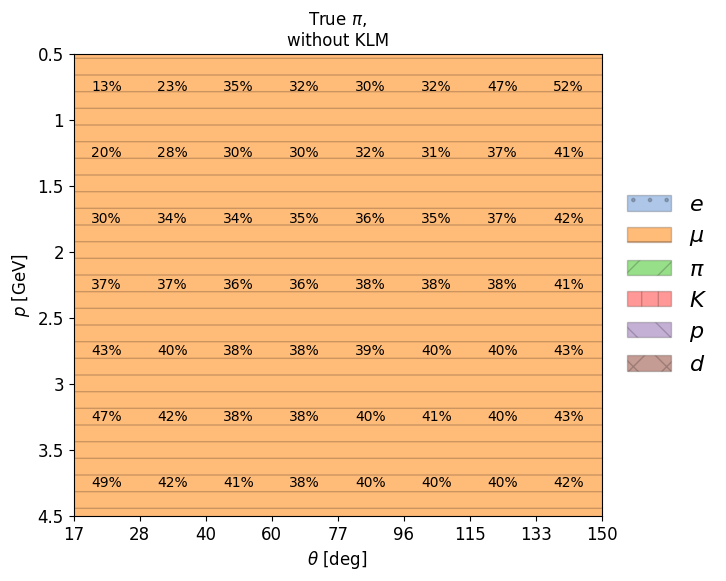 True π,
without KLM
0.5
13% 23% 35% 32% 30% 32% 47% 52%
1
20% 28% 30% 30% 32% 31% 37% 41%
1.5
30% 34% 34% 35% 36% 35% 37% 42%
2
37% 37% 36% 36% 38% 38% 38% 41%
2.5
43% 40% 38% 38% 39% 40% 40% 43%
3
47% 42% 38% 38% 40% 41% 40% 43%
3.5
49% 42% 41% 38% 40% 40% 40% 42%
4.5
p [GeV]
17 28 40 60 77 96 115 133 150
θ [deg]
e
μ
π
K
p
d